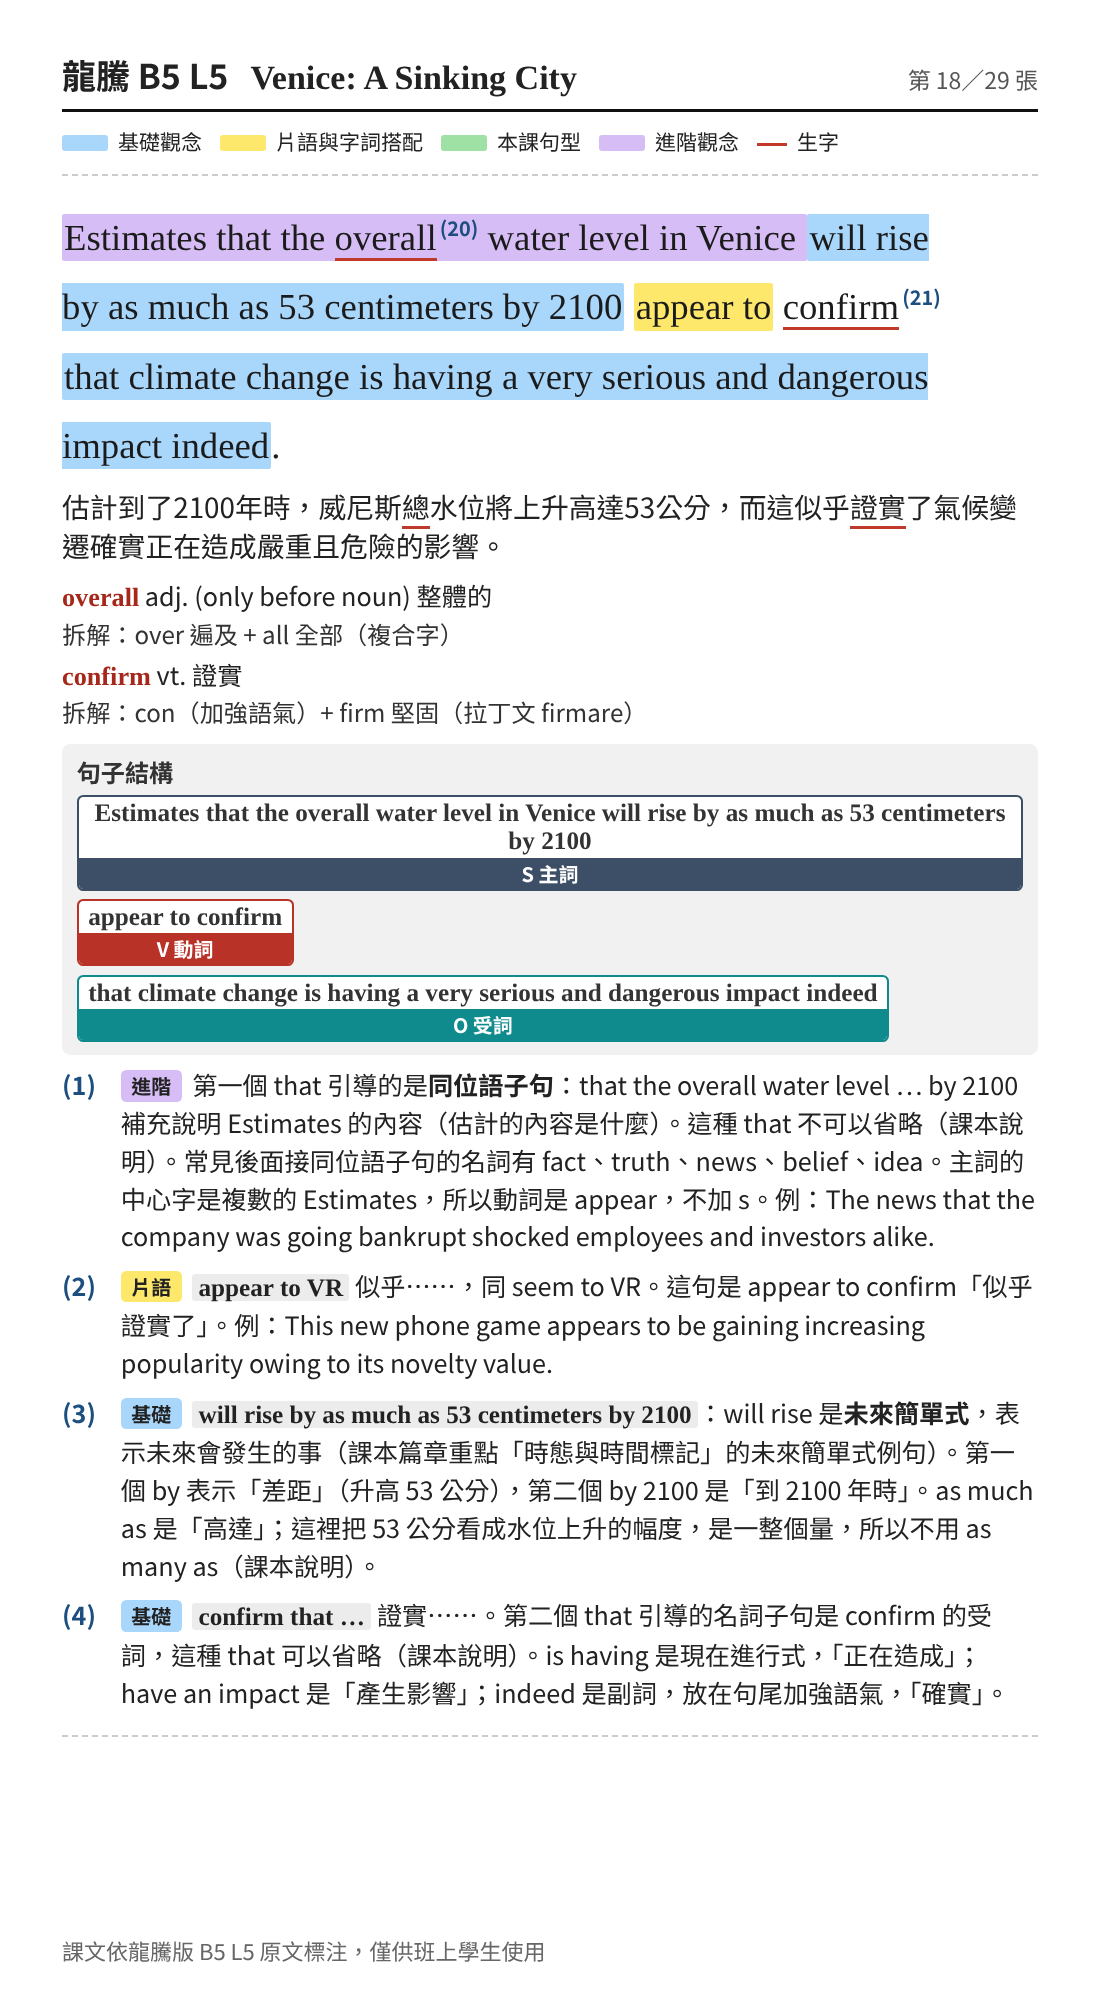 龍騰 B5 L5 Venice: A Sinking City
第 18／29 張
基礎觀念 片語與字詞搭配 本課句型 進階觀念 生字
Estimates that the overall(20) water level in Venice will rise
by as much as 53 centimeters by 2100 appear to confirm(21)
that climate change is having a very serious and dangerous
impact indeed.
估計到了2100年時，威尼斯總水位將上升高達53公分，而這似乎證實了氣候變
遷確實正在造成嚴重且危險的影響。
overall adj. (only before noun) 整體的
拆解：over 遍及 + all 全部（複合字）
confirm vt. 證實
拆解：con（加強語氣）+ firm 堅固（拉丁文 firmare）
句子結構
Estimates that the overall water level in Venice will rise by as much as 53 centimeters
by 2100
S 主詞
appear to confirm
V 動詞
that climate change is having a very serious and dangerous impact indeed
O 受詞
(1) 進階 第一個 that 引導的是同位語子句：that the overall water level … by 2100
補充說明 Estimates 的內容（估計的內容是什麼）。這種 that 不可以省略（課本說
明）。常見後面接同位語子句的名詞有 fact、truth、news、belief、idea。主詞的
中心字是複數的 Estimates，所以動詞是 appear，不加 s。例：The news that the
company was going bankrupt shocked employees and investors alike.
(2) 片語 appear to VR 似乎……，同 seem to VR。這句是 appear to confirm「似乎
證實了」。例：This new phone game appears to be gaining increasing
popularity owing to its novelty value.
(3) 基礎 will rise by as much as 53 centimeters by 2100：will rise 是未來簡單式，表
示未來會發生的事（課本篇章重點「時態與時間標記」的未來簡單式例句）。第一
個 by 表示「差距」（升高 53 公分），第二個 by 2100 是「到 2100 年時」。as much
as 是「高達」；這裡把 53 公分看成水位上升的幅度，是一整個量，所以不用 as
many as（課本說明）。
(4) 基礎 confirm that … 證實……。第二個 that 引導的名詞子句是 confirm 的受
詞，這種 that 可以省略（課本說明）。is having 是現在進行式，「正在造成」；
have an impact 是「產生影響」；indeed 是副詞，放在句尾加強語氣，「確實」。
課文依龍騰版 B5 L5 原文標注，僅供班上學生使用